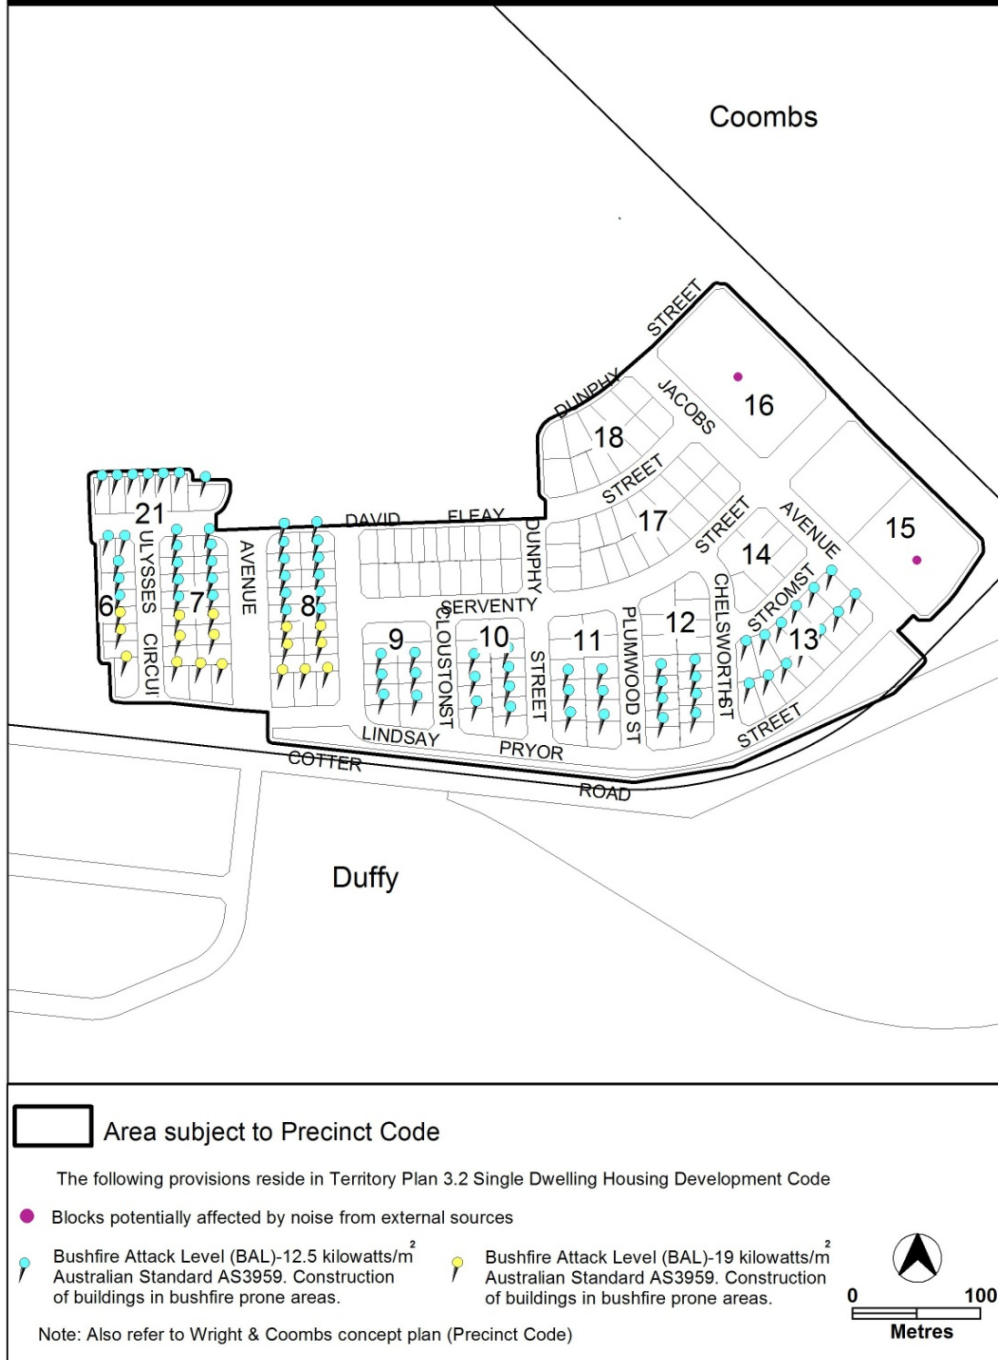 Coombs
STREET
DUNPHY
JACOBS
16
18
STREET
17
STREET
AVENUE
15
14
21
DAVID FLEAY
DUNPHY
ULYSSES
AVENUE
STROMST
CHELSWORTH ST
6
7
8
SERVENTY
12
13
9
CLOUSTONST
10
11
PLUMWOOD ST
CIRCUI
STREET
STREET
LINDSAY
PRYOR
COTTER
ROAD
Duffy
Area subject to Precinct Code
The following provisions reside in Territory Plan 3.2 Single Dwelling Housing Development Code
Blocks potentially affected by noise from external sources
Bushfire Attack Level (BAL)-12.5 kilowatts/m²
Australian Standard AS3959. Construction
of buildings in bushfire prone areas.
Bushfire Attack Level (BAL)-19 kilowatts/m²
Australian Standard AS3959. Construction
of buildings in bushfire prone areas.
0 100
Metres
Note: Also refer to Wright & Coombs concept plan (Precinct Code)